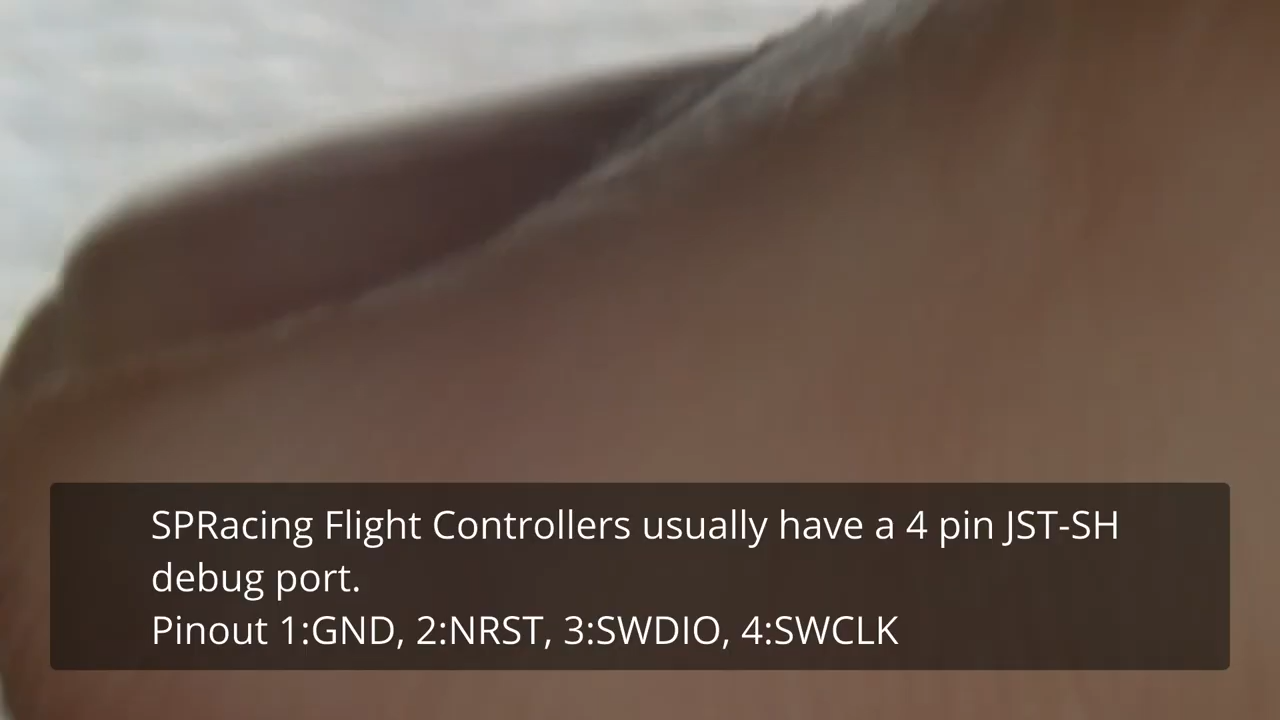 SPRacing Flight Controllers usually have a 4 pin JST-SH
debug port.
Pinout 1:GND, 2:NRST, 3:SWDIO, 4:SWCLK